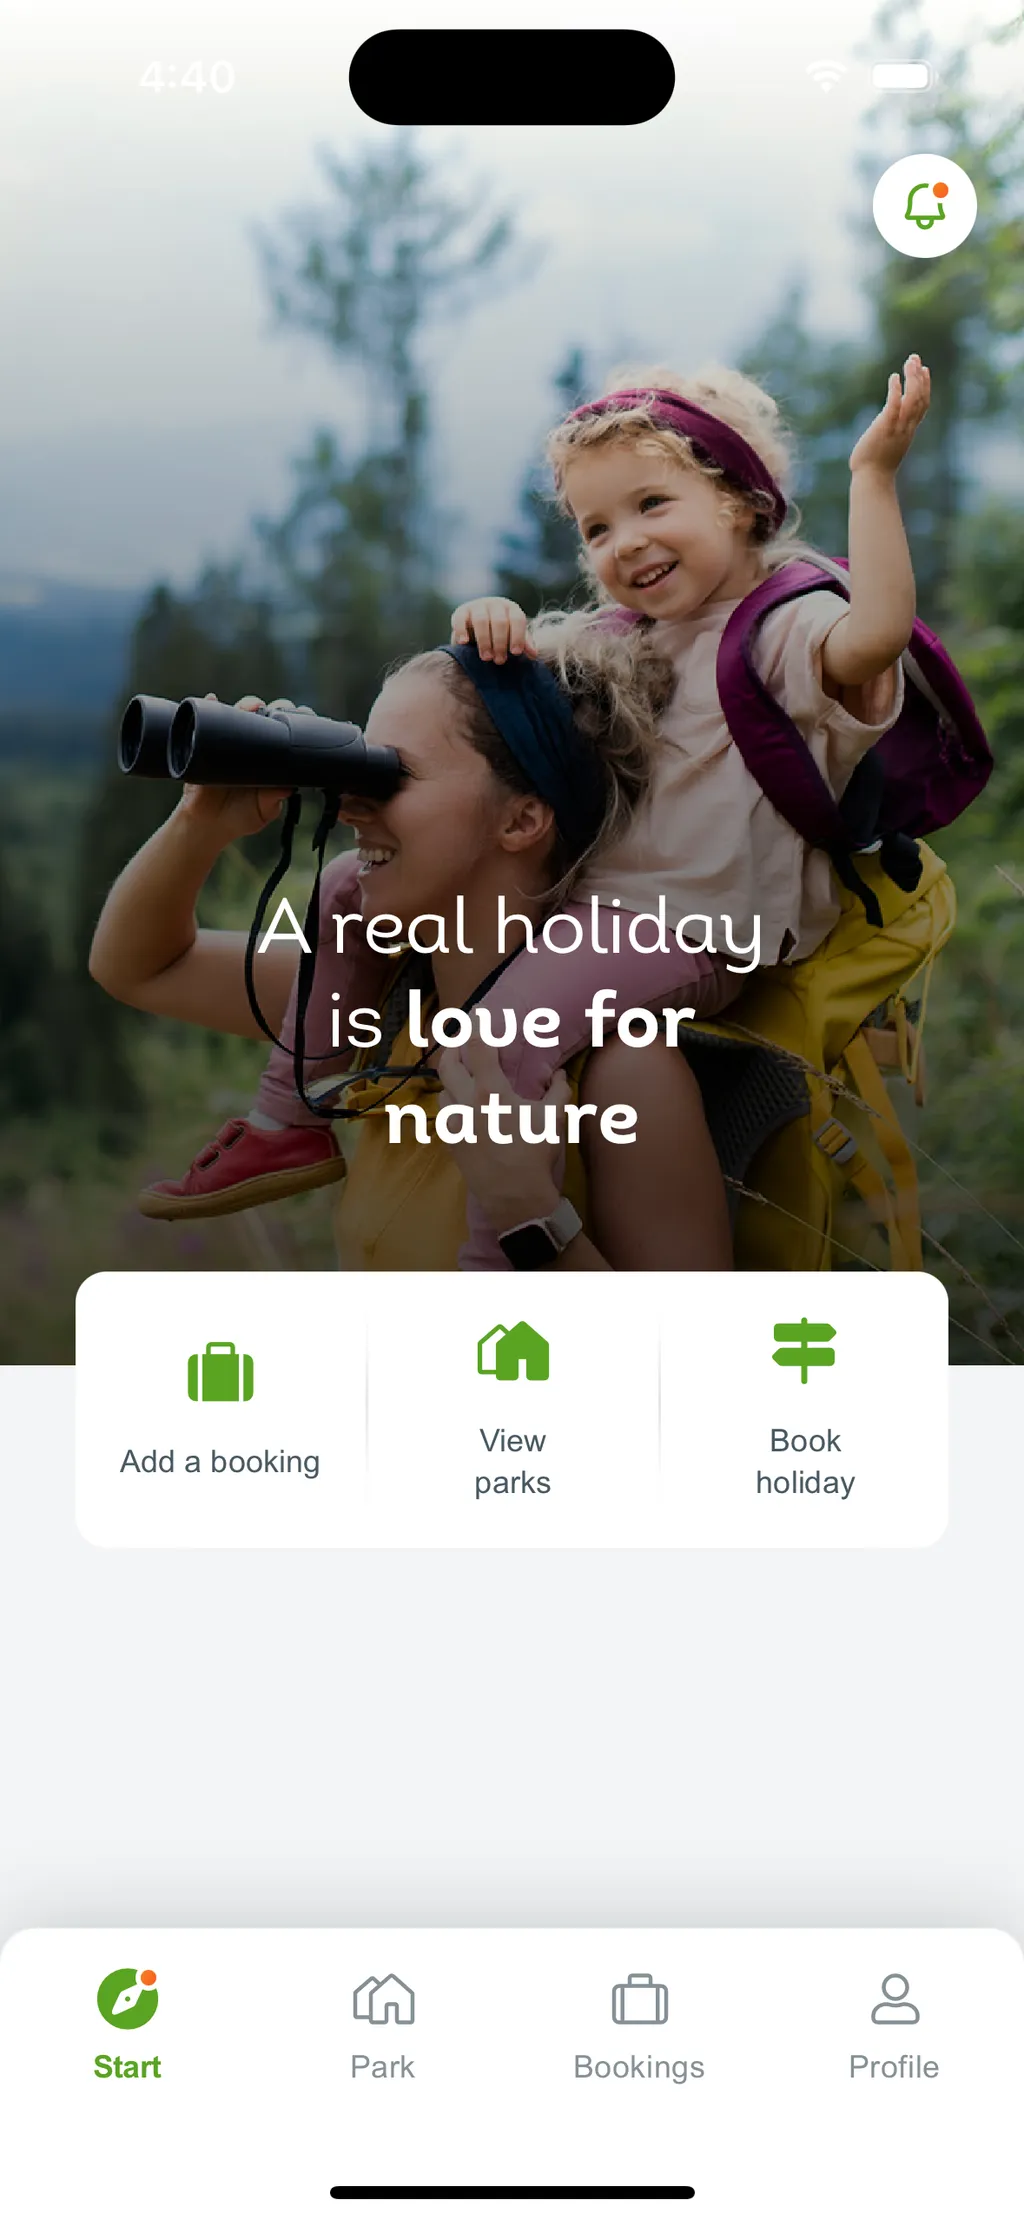 4:40
A real holiday
is love for
nature
Add a booking
View
parks
Book
holiday
Start
Park
Bookings
Profile